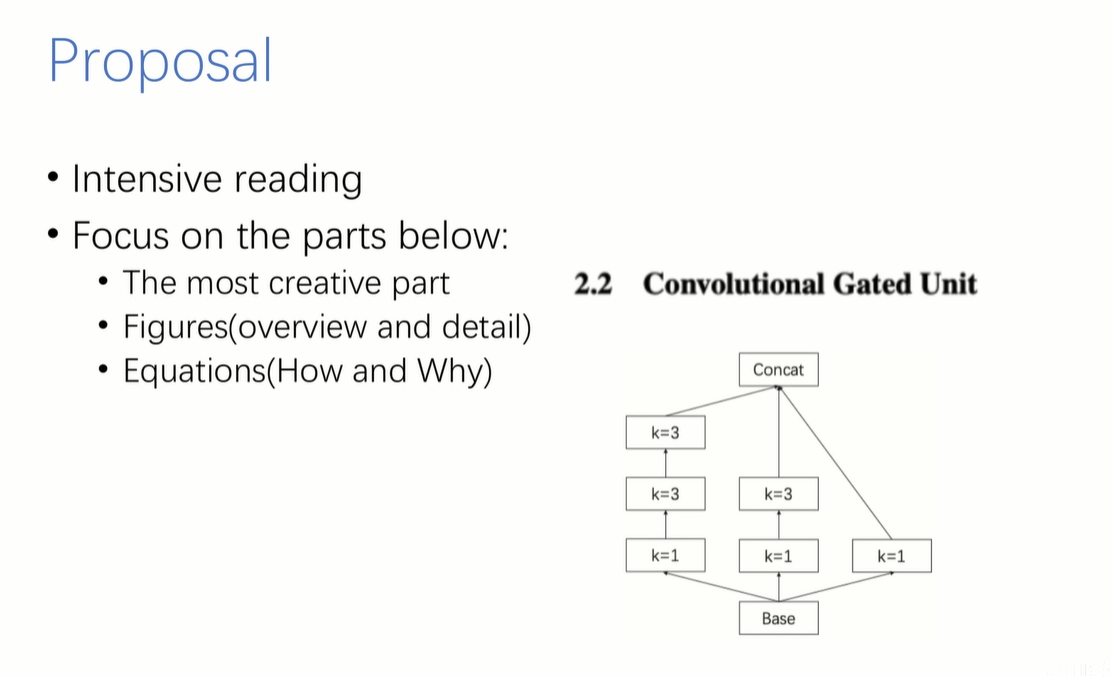 Proposal
• Intensive reading
• Focus on the parts below:
• The most creative part
• Figures(overview and detail)
• Equations(How and Why)
2.2 Convolutional Gated Unit
Concat
k=3
k=3 k=3
k=1 k=1 k=1
Base